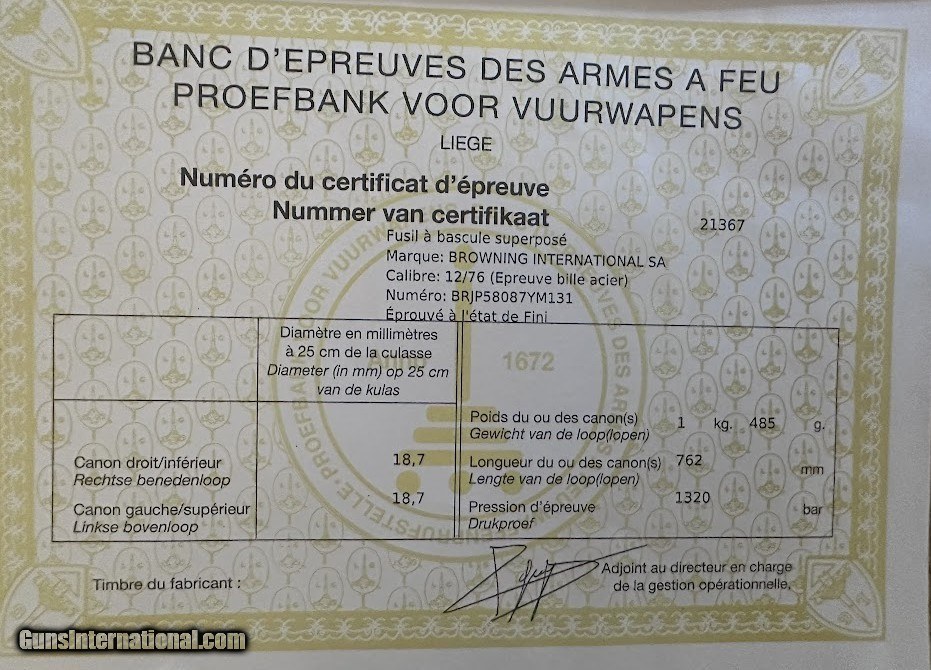 BANC D'EPREUVES DES ARMES A FEU
PROEFBANK VOOR VUURWAPENS
LIEGE
Numéro du certificat d'épreuve
Nummer van certifikaat
21367
Fusil à bascule superposé
Marque: BROWNING INTERNATIONAL SA
Calibre: 12/76 (Epreuve bille acier)
Numéro: BRJP58087YM131
Éprouvé à l'état de Fini
Diamètre en millimètres
à 25 cm de la culasse
Diameter (in mm) op 25 cm
van de kulas
1672
Poids du ou des canon(s) 1 kg. 485 g.
Gewicht van de loop(lopen)
Canon droit/inférieur 18,7
Rechtse benedenloop
Longueur du ou des canon(s) 762 mm
Lengte van de loop(lopen)
Canon gauche/supérieur 18,7
Linkse bovenloop
Pression d'épreuve 1320 bar
Drukproef
Timbre du fabricant :
Adjoint au directeur en charge
de la gestion opérationnelle,
GunsInternational.com